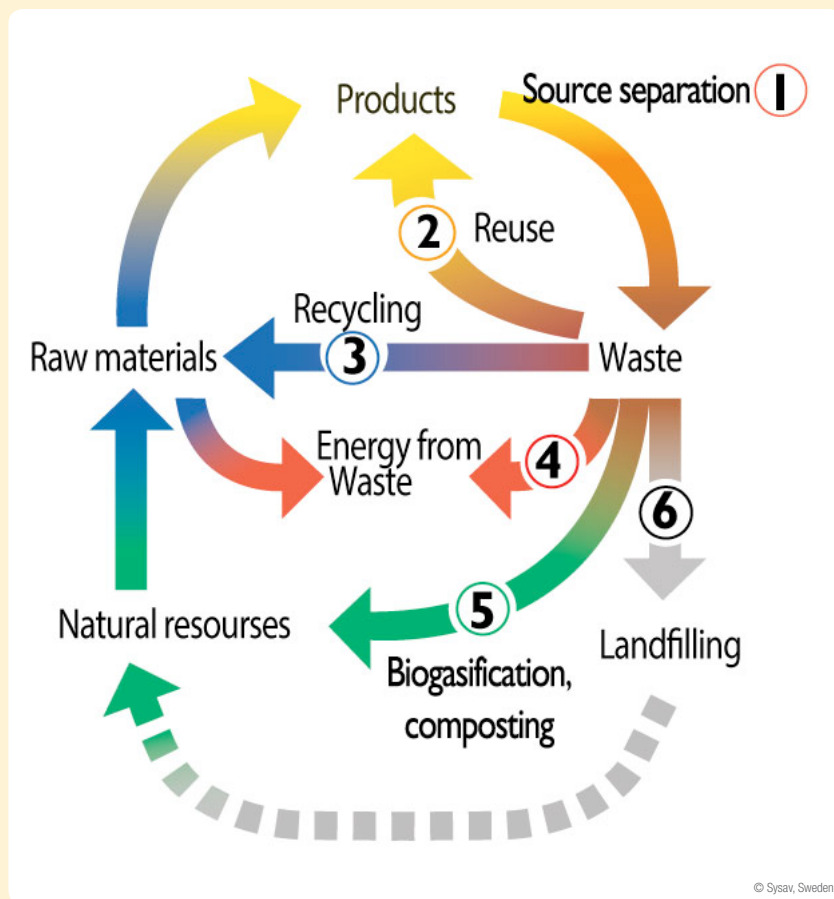 Products
Source separation 1
2 Reuse
Recycling
3
Raw materials
Waste
Energy from
Waste
4
6
5
Natural resourses
Landfilling
Biogasification,
composting
© Sysav, Sweden